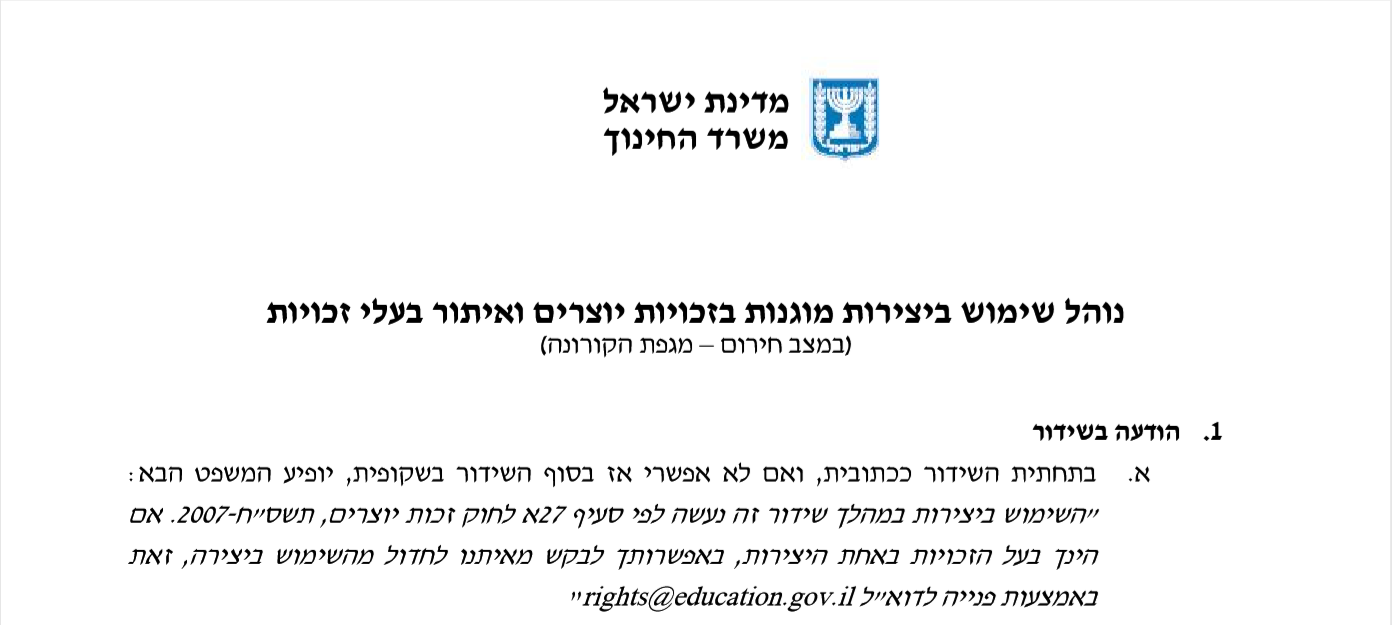 מדינת ישראל
משרד החינוך
ישראל
נוהל שימוש ביצירות מוגנות בזכויות יוצרים ואיתור בעלי זכויות
(במצב חירום – מגפת הקורונה)
1. הודעה בשידור
א. בתחתית השידור ככתובית, ואם לא אפשרי אז בסוף השידור בשקופית, יופיע המשפט הבא:
"השימוש ביצירות במהלך שידור זה נעשה לפי סעיף 27א לחוק זכות יוצרים, תשס"ח-2007. אם
הינך בעל הזכויות באחת היצירות, באפשרותך לבקש מאיתנו לחדול מהשימוש ביצירה, זאת
באמצעות פנייה לדוא"ל rights@education.gov.il"